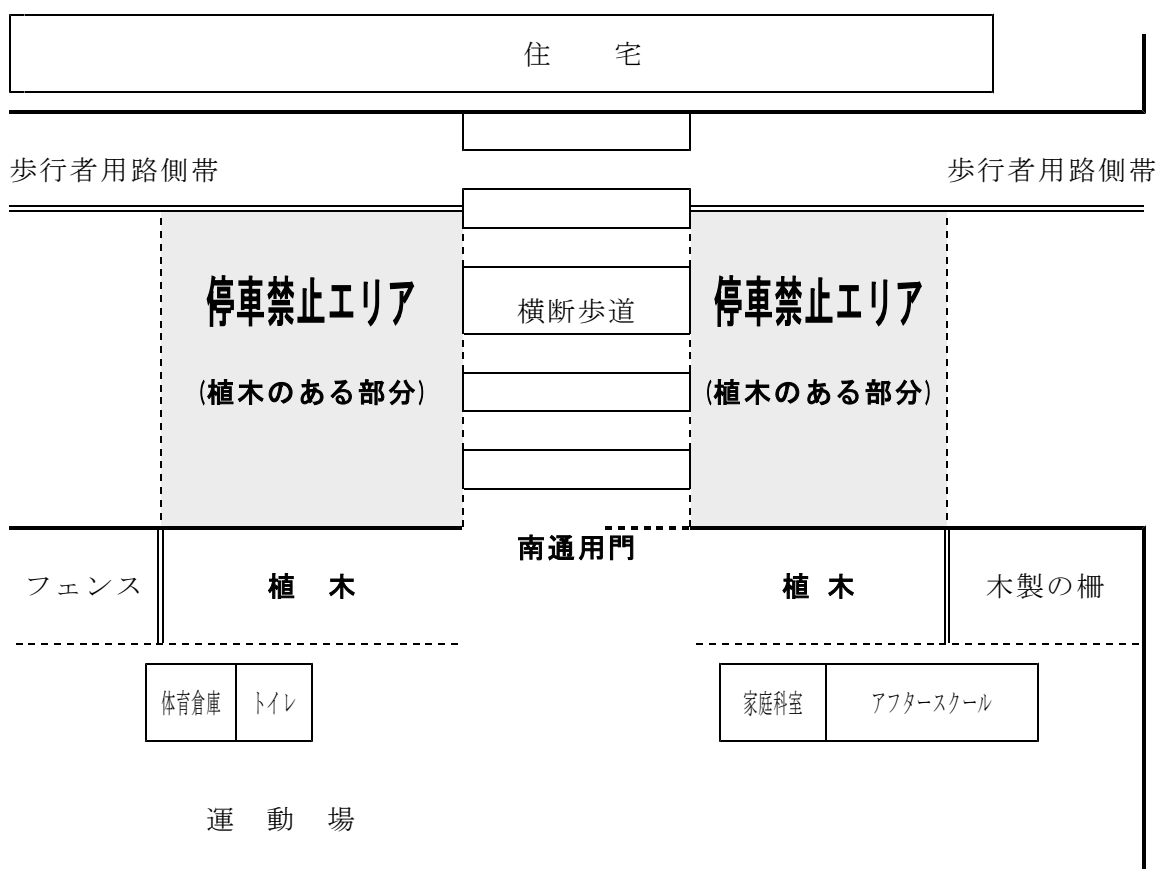 住　宅
歩行者用路側帯
歩行者用路側帯
停車禁止エリア
横断歩道
停車禁止エリア
(植木のある部分)
(植木のある部分)
南通用門
フェンス
植　木
植 木
木製の柵
体育倉庫
トイレ
家庭科室
アフタースクール
運　動　場